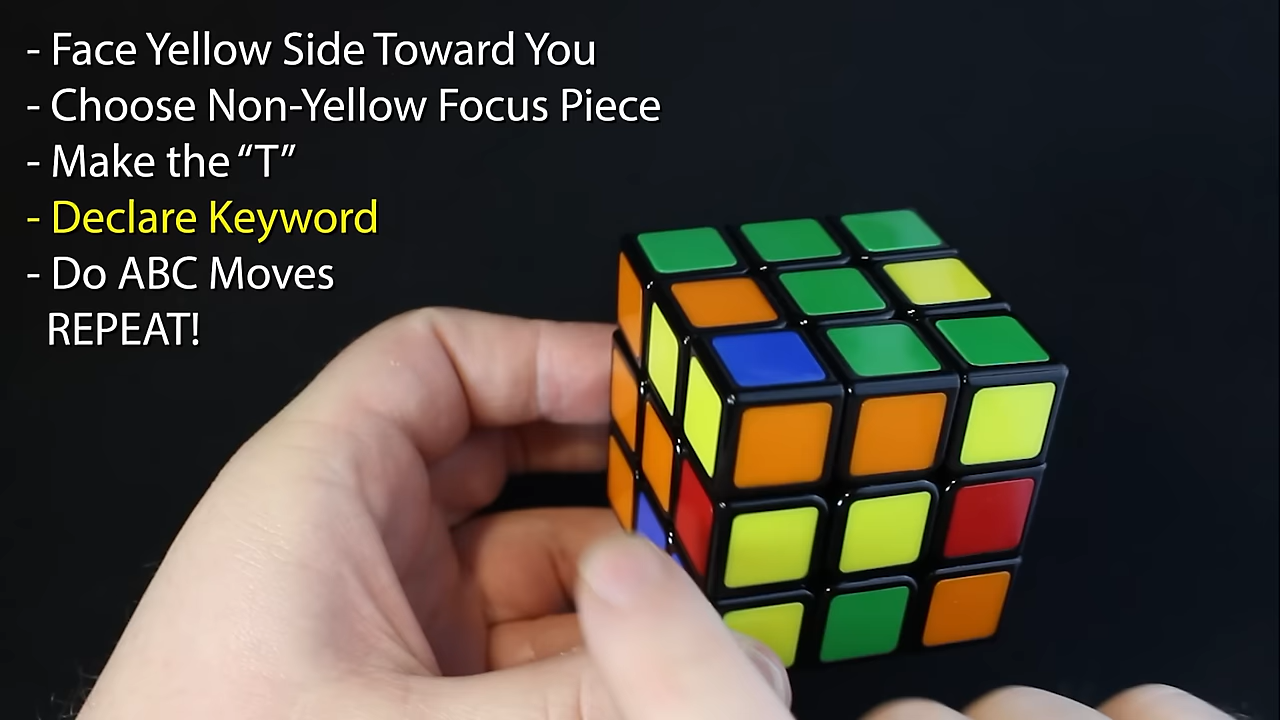 - Face Yellow Side Toward You
- Choose Non-Yellow Focus Piece
- Make the “T”
- Declare Keyword
- Do ABC Moves
REPEAT!